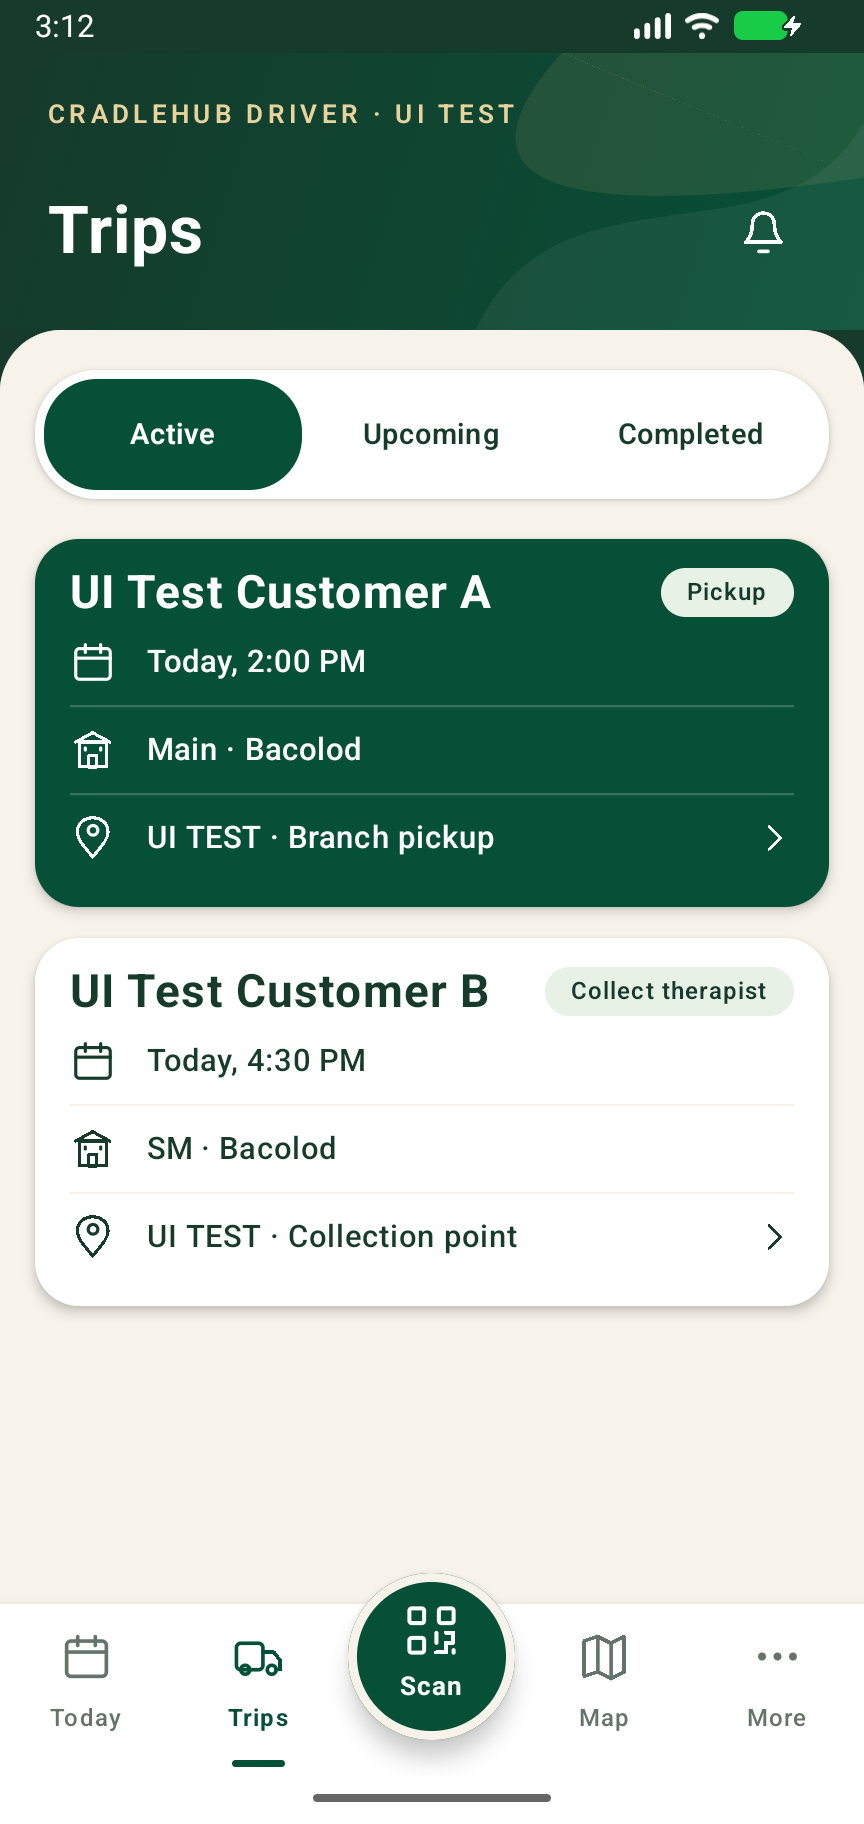 3:12
CRADLEHUB DRIVER · UI TEST
Trips
Active
Upcoming
Completed
UI Test Customer A
Pickup
Today, 2:00 PM
Main · Bacolod
UI TEST · Branch pickup
UI Test Customer B
Collect therapist
Today, 4:30 PM
SM · Bacolod
UI TEST · Collection point
Today
Trips
Scan
Map
More